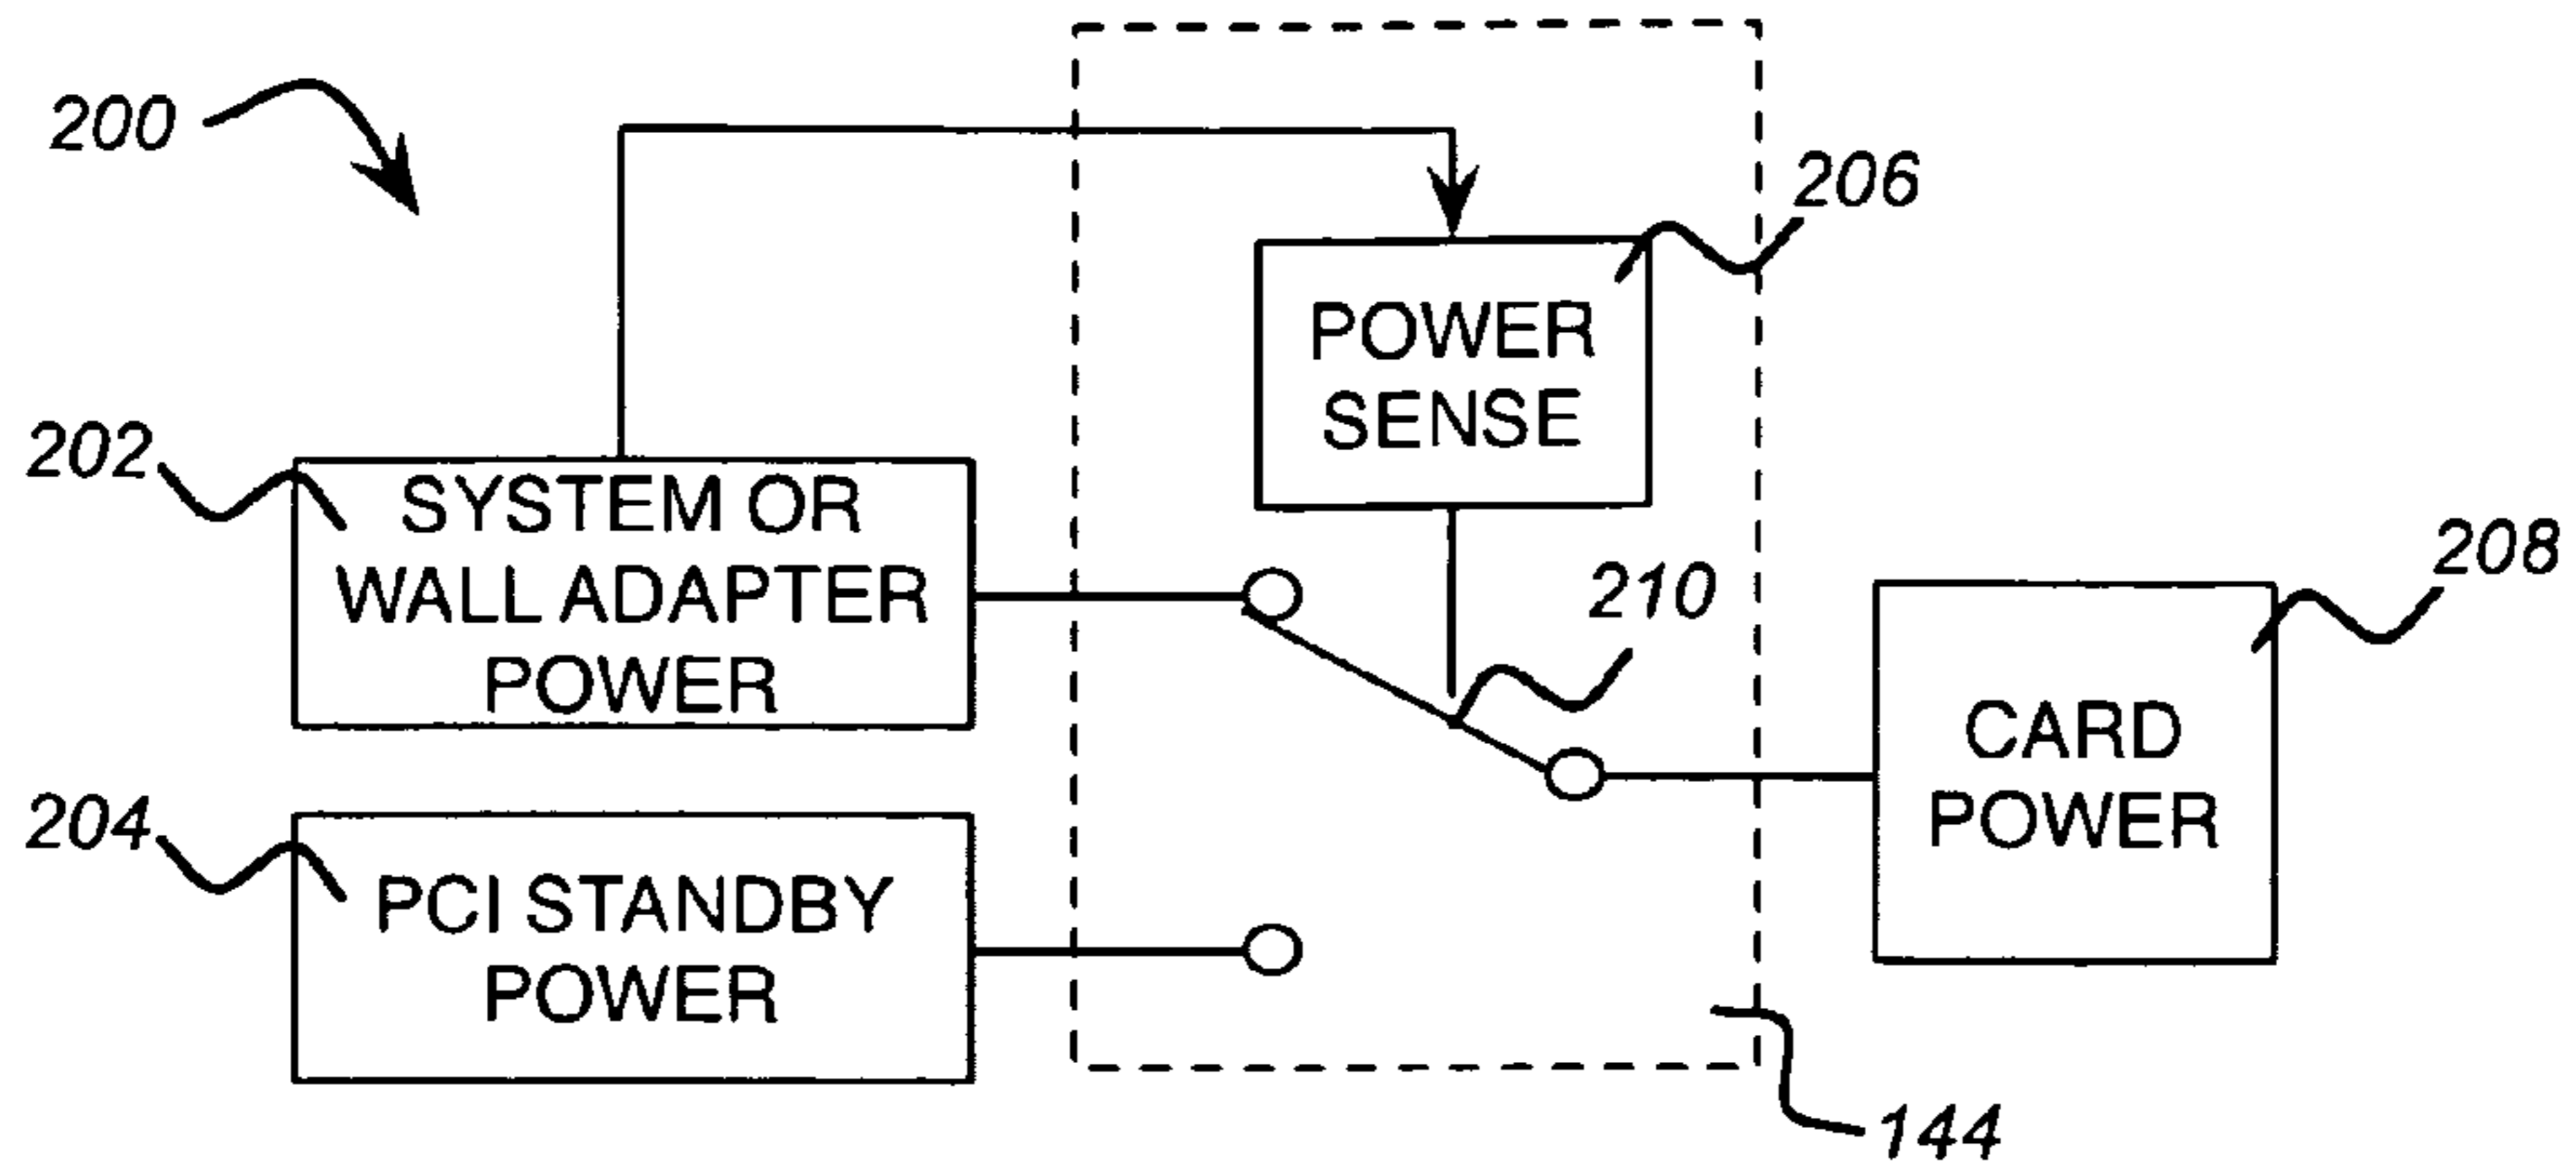 200
206
POWER
SENSE
202
SYSTEM OR
WALL ADAPTER
POWER
210
208
CARD
POWER
204
PCI STANDBY
POWER
144